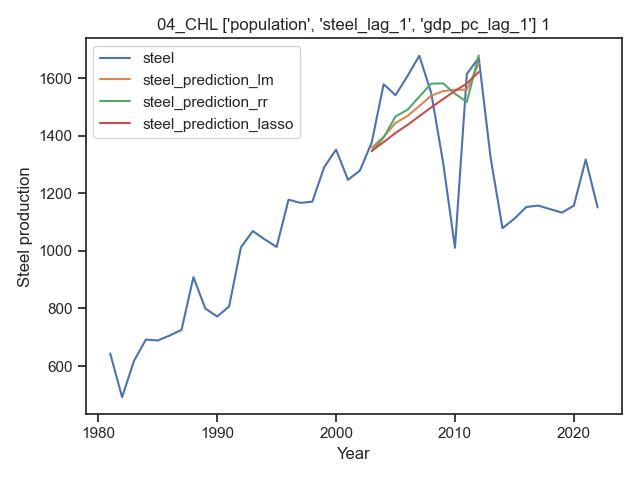 04_CHL ['population', 'steel_lag_1', 'gdp_pc_lag_1'] 1
steel
steel_prediction_lm
steel_prediction_rr
steel_prediction_lasso
Steel production
1600
1400
1200
1000
800
600
1980
1990
2000
2010
2020
Year